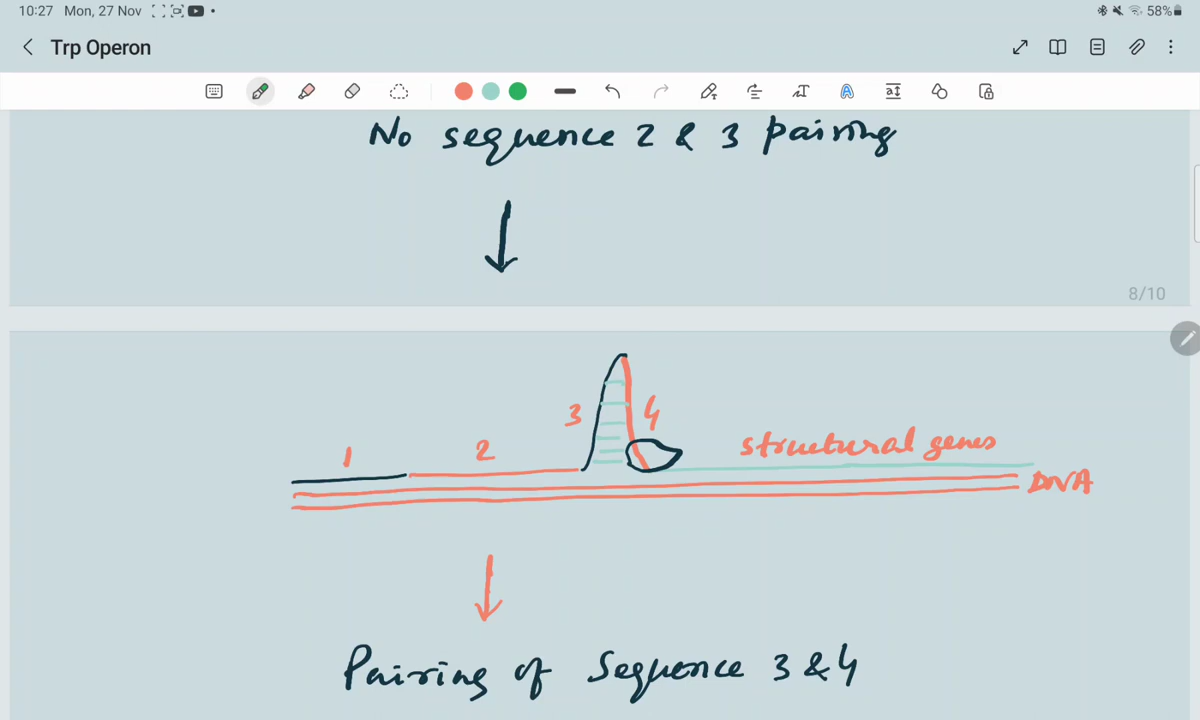 10:27 Mon, 27 Nov
58%
Trp Operon
No sequence 2 & 3 pairing
8/10
3 4
1 2 structural genes
DNA
Pairing of Sequence 3 & 4